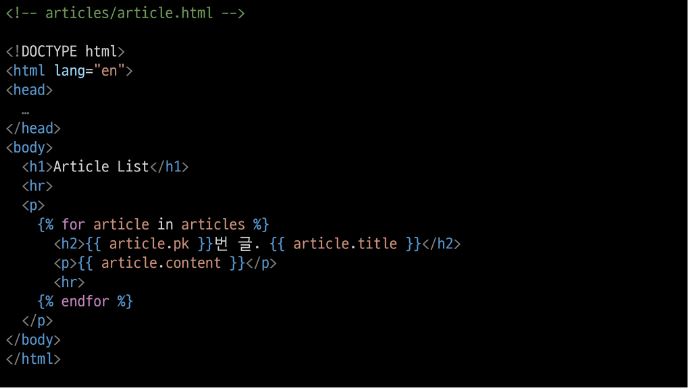 <!-- articles/article.html -->
<!DOCTYPE html>
<html lang="en">
<head>
…
</head>
<body>
<h1>Article List</h1>
<hr>
<p>
{% for article in articles %}
<h2>{{ article.pk }}번 글. {{ article.title }}</h2>
<p>{{ article.content }}</p>
<hr>
{% endfor %}
</p>
</body>
</html>